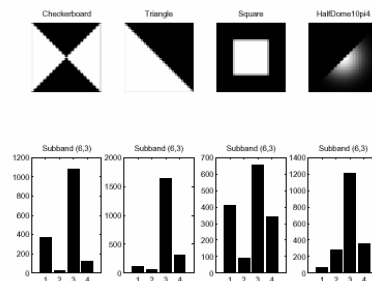 Checkerboard Triangle Square HalfDome10pi4
Subband (6,3) Subband (6,3) Subband (6,3) Subband (6,3)
1200 2000 700 1400
1000 1500 600 1200
800 1000 500 1000
600 500 400 800
400 0 300 600
200 200 400
0 100 200
0 0
1 2 3 4 1 2 3 4 1 2 3 4 1 2 3 4